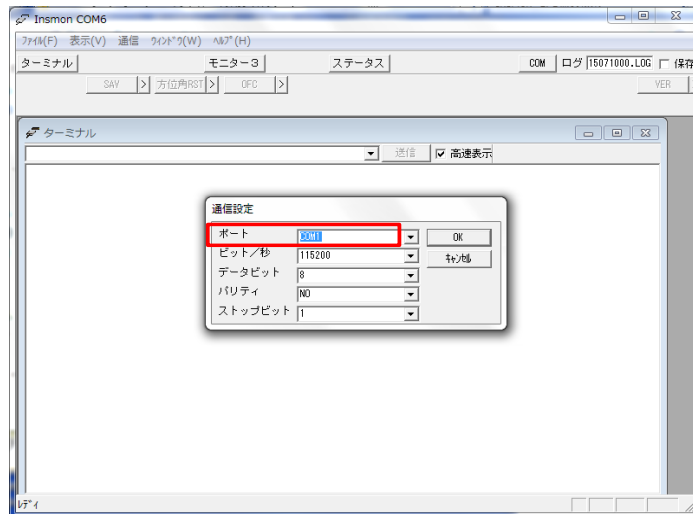 Insmon COM6
ファイル(F) 表示(V) 通信 ウィンドウ(W) ヘルプ(H)
ターミナル モニター3 ステータス COM ログ 15071000.LOG 保存
SAV > 方位角RST > OFC > VER
ターミナル
送信 高速表示
通信設定
ポート COM1 OK
ビット/秒 115200 キャンセル
データビット 8
パリティ NO
ストップビット 1
レディ